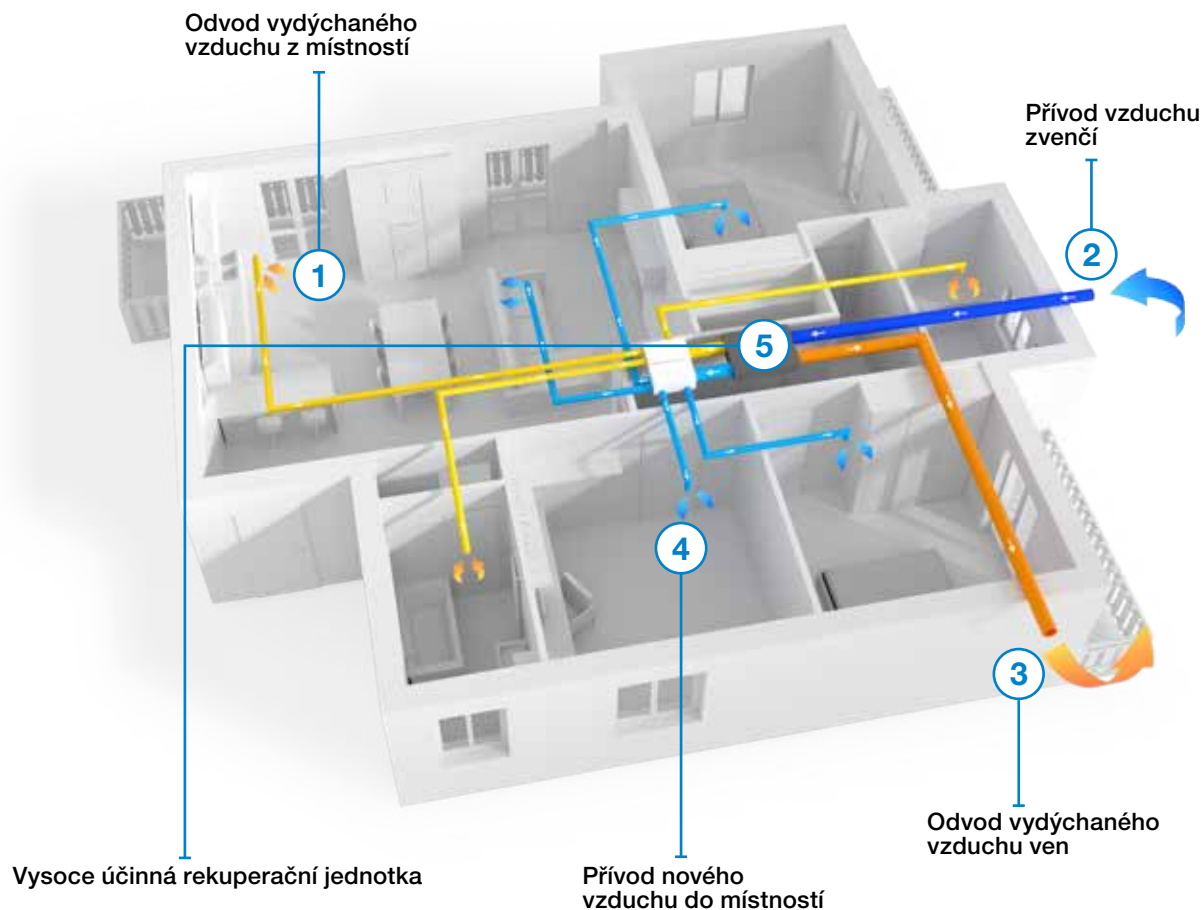 Odvod vydýchaného
vzduchu z místností
Přívod vzduchu
zvenčí
1
2
5
4
3
Odvod vydýchaného
vzduchu ven
Vysoce účinná rekuperační jednotka
Přívod nového
vzduchu do místností